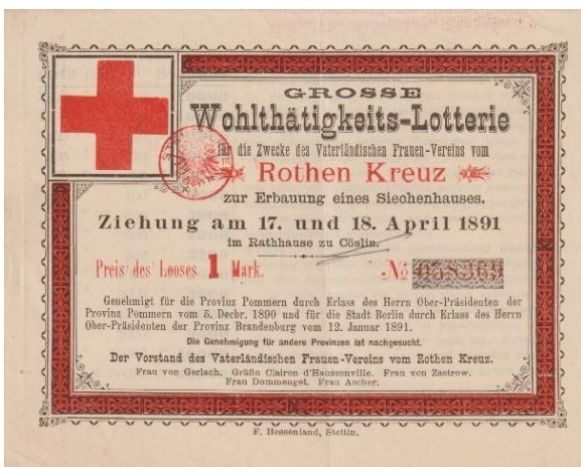 GROSSE
Wohlthätigkeits-Lotterie
für die Zwecke des Vaterländischen Frauen-Vereins vom
Rothen Kreuz
zur Erbauung eines Siechenhauses.
Ziehung am 17. und 18. April 1891
im Rathhause zu Cöslin.
Preis des Looses 1 Mark. № 058369
Genehmigt für die Provinz Pommern durch Erlass des Herrn Ober-Präsidenten der
Provinz Pommern vom 5. Decbr. 1890 und für die Stadt Berlin durch Erlass des Herrn
Ober-Präsidenten der Provinz Brandenburg vom 12. Januar 1891.
Die Genehmigung für andere Provinzen ist nachgesucht.
Der Vorstand des Vaterländischen Frauen-Vereins vom Rothen Kreuz.
Frau von Gerlach. Gräfin Clairon d'Haussonville. Frau von Zastrow.
Frau Dommenget. Frau Ascher.
F. Hessenland, Stettin.